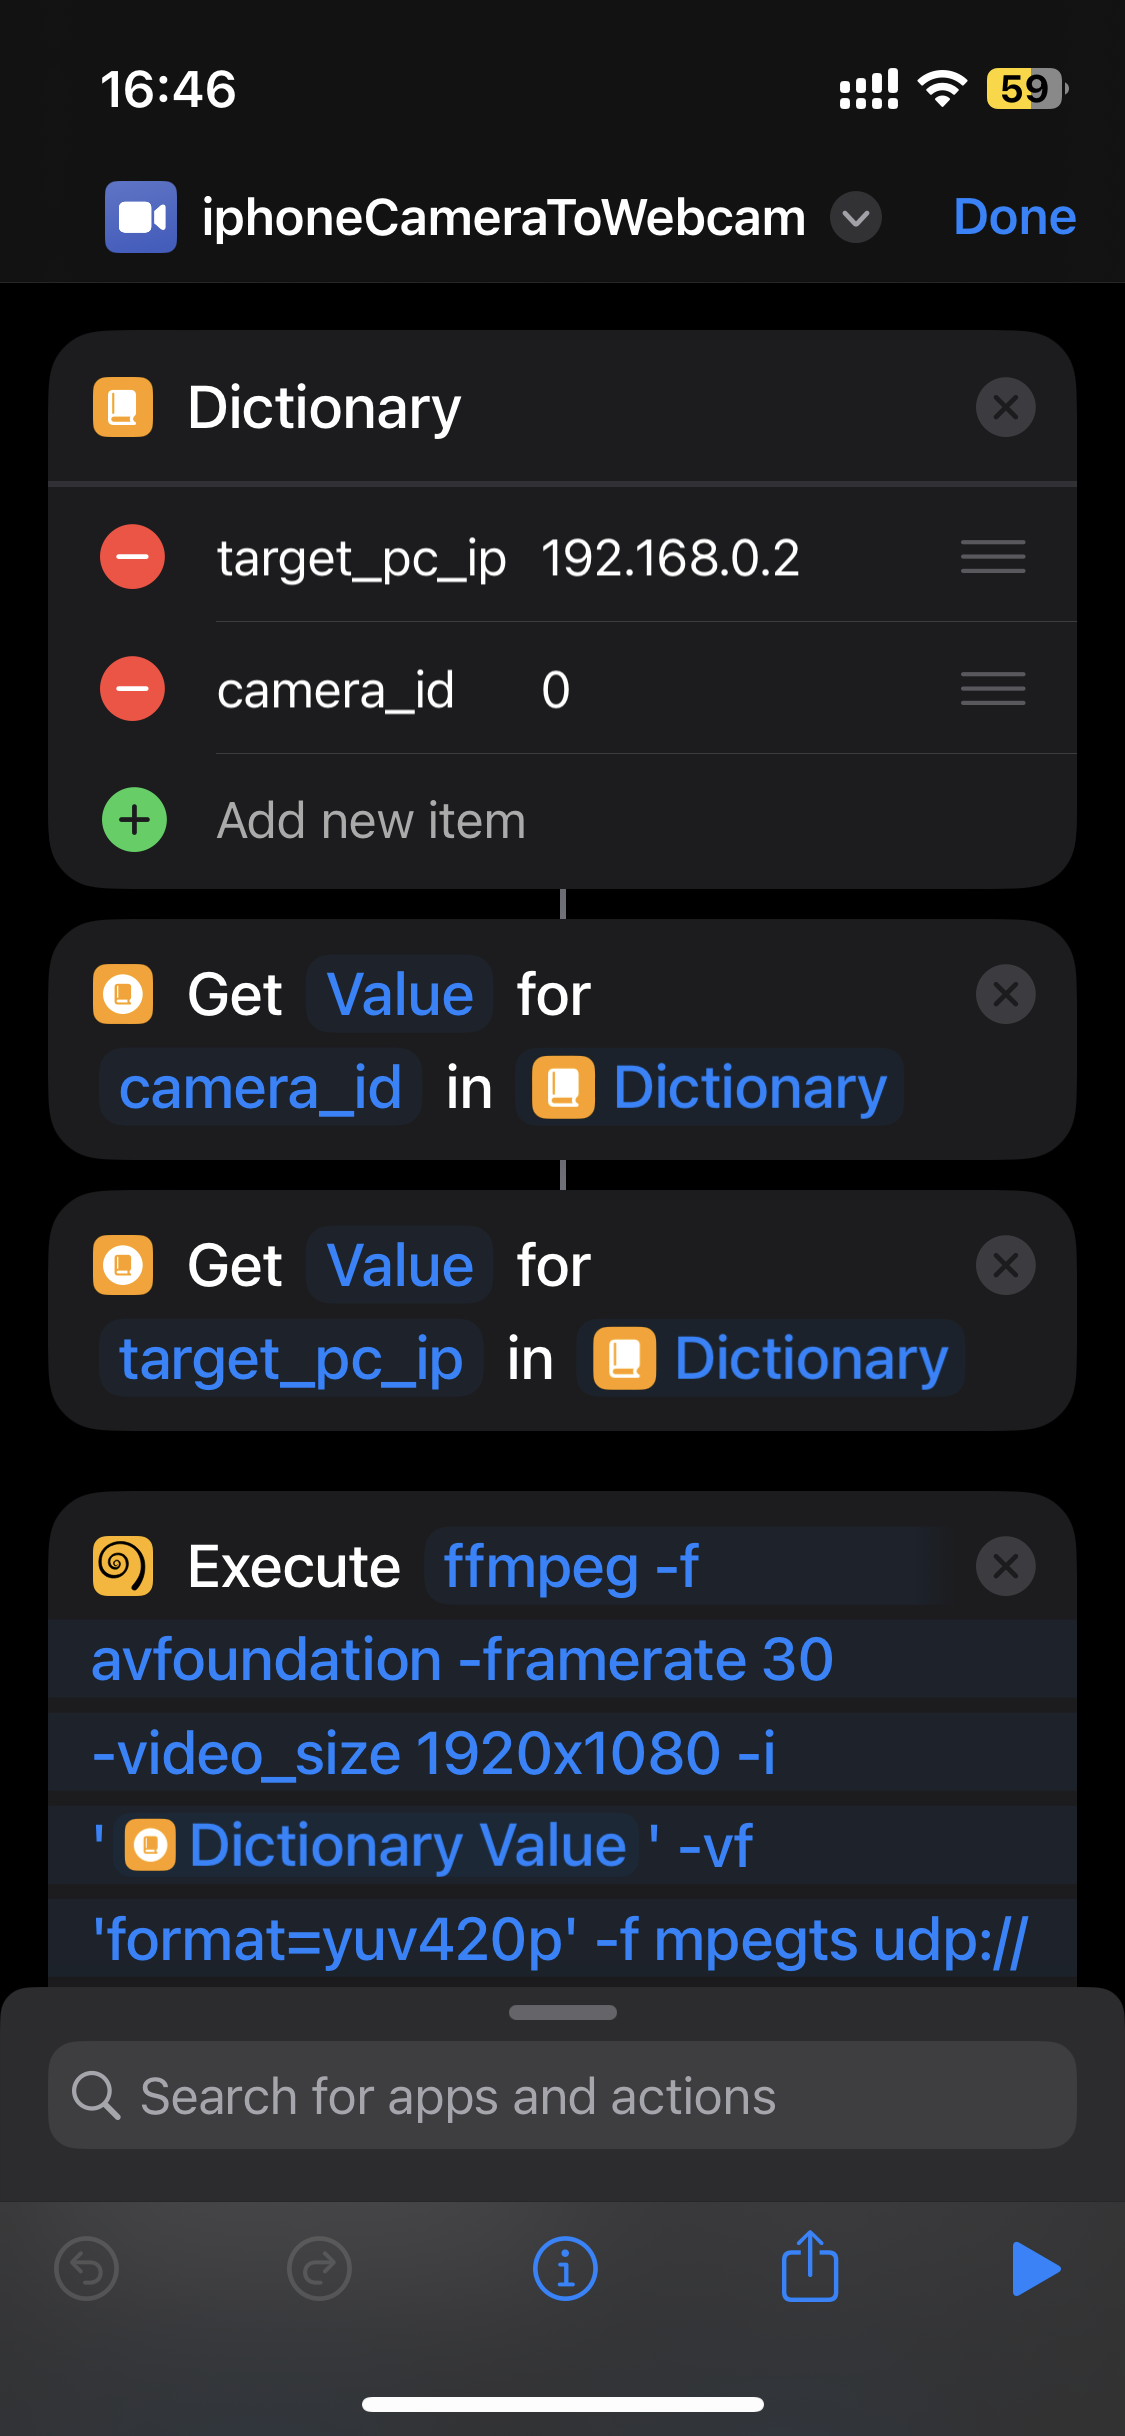 16:46
59
iphoneCameraToWebcam
Done
Dictionary
target_pc_ip 192.168.0.2
camera_id 0
Add new item
Get Value for
camera_id in Dictionary
Get Value for
target_pc_ip in Dictionary
Execute ffmpeg -f
avfoundation -framerate 30
-video_size 1920x1080 -i
' Dictionary Value ' -vf
'format=yuv420p' -f mpegts udp://
Search for apps and actions